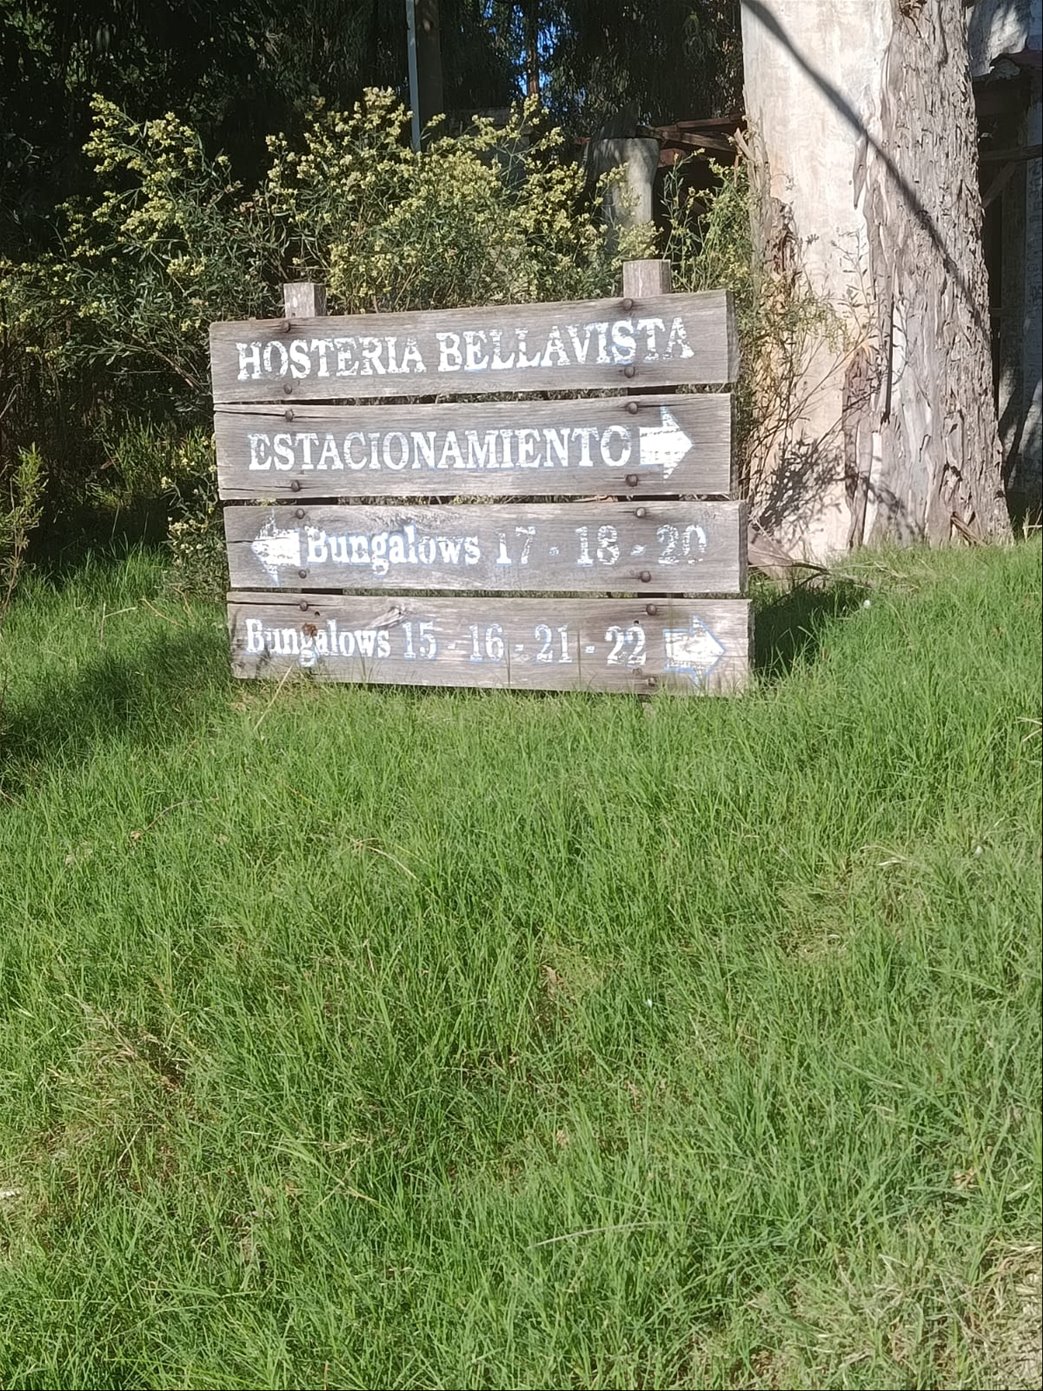 HOSTERIA BELLAVISTA
ESTACIONAMIENTO
Bungalows 17 - 18 - 20
Bungalows 15 - 16 - 21 - 22